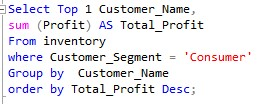 Select Top 1 Customer_Name,
sum (Profit) AS Total_Profit
From inventory
where Customer_Segment = 'Consumer'
Group by  Customer_Name
order by Total_Profit Desc;